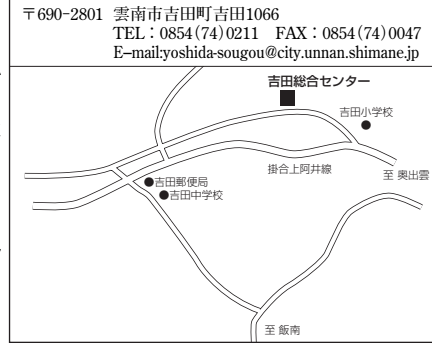 〒690-2801 雲南市吉田町吉田1066
TEL：0854(74)0211 FAX：0854(74)0047
E-mail:yoshida-sougou@city.unnan.shimane.jp
吉田総合センター
吉田小学校
掛合上阿井線
至 奥出雲
吉田郵便局
吉田中学校
至 飯南